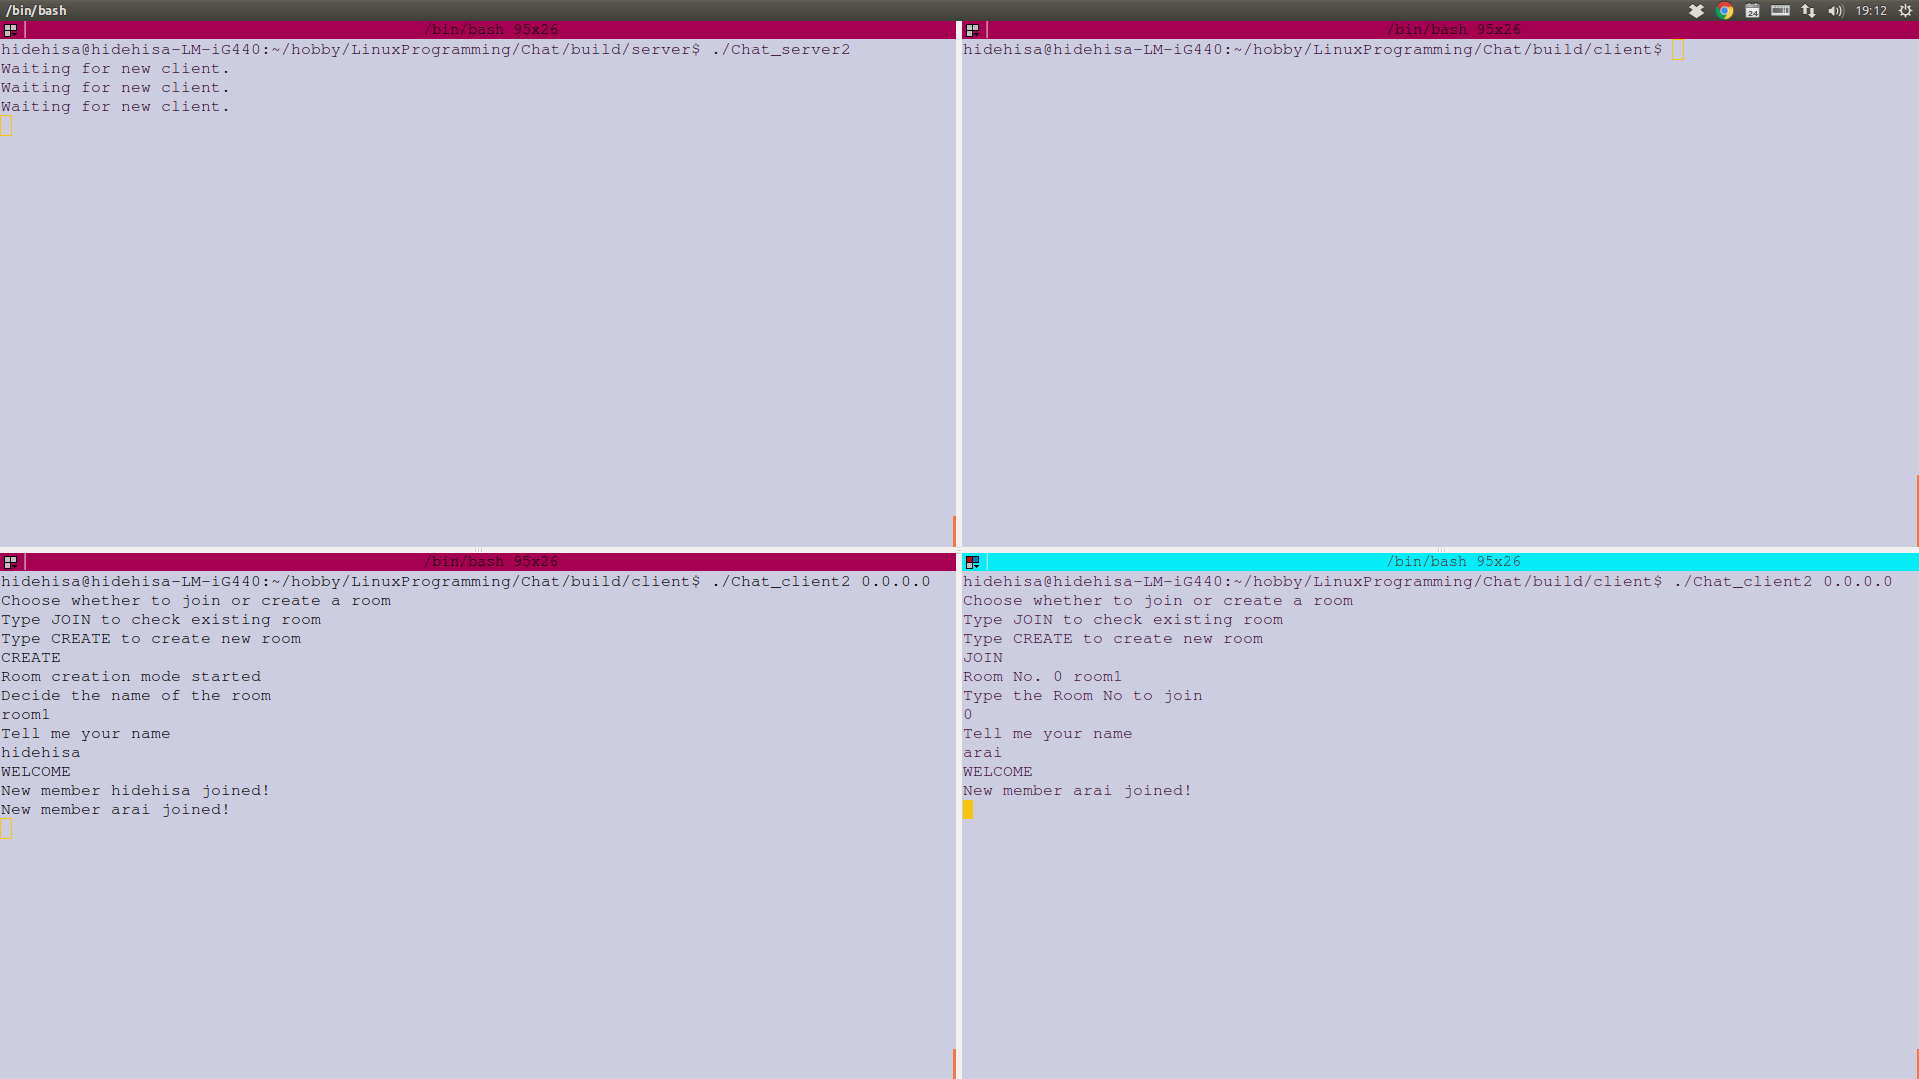 /bin/bash
24
19:12
/bin/bash 95x26
hidehisa@hidehisa-LM-iG440:~/hobby/LinuxProgramming/Chat/build/server$ ./Chat_server2
Waiting for new client.
Waiting for new client.
Waiting for new client.
/bin/bash 95x26
hidehisa@hidehisa-LM-iG440:~/hobby/LinuxProgramming/Chat/build/client$
/bin/bash 95x26
hidehisa@hidehisa-LM-iG440:~/hobby/LinuxProgramming/Chat/build/client$ ./Chat_client2 0.0.0.0
Choose whether to join or create a room
Type JOIN to check existing room
Type CREATE to create new room
CREATE
Room creation mode started
Decide the name of the room
room1
Tell me your name
hidehisa
WELCOME
New member hidehisa joined!
New member arai joined!
/bin/bash 95x26
hidehisa@hidehisa-LM-iG440:~/hobby/LinuxProgramming/Chat/build/client$ ./Chat_client2 0.0.0.0
Choose whether to join or create a room
Type JOIN to check existing room
Type CREATE to create new room
JOIN
Room No. 0 room1
Type the Room No to join
0
Tell me your name
arai
WELCOME
New member arai joined!